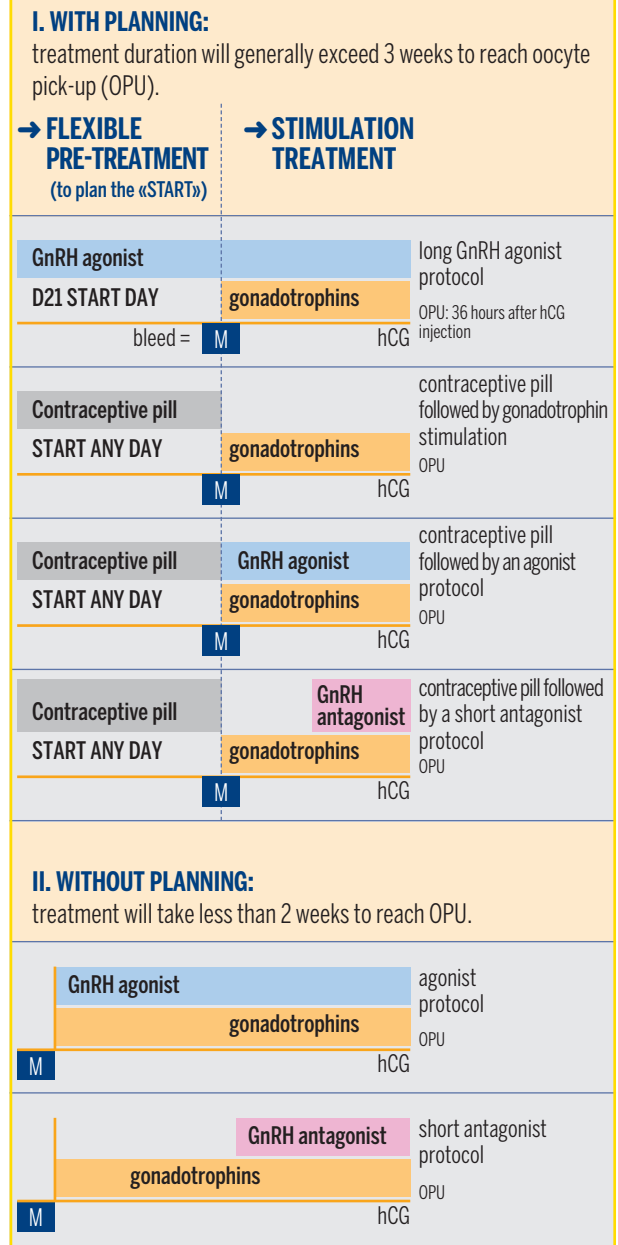 I. WITH PLANNING:
treatment duration will generally exceed 3 weeks to reach oocyte
pick-up (OPU).
→ FLEXIBLE
PRE-TREATMENT
(to plan the «START»)
→ STIMULATION
TREATMENT
GnRH agonist
D21 START DAY
gonadotrophins
bleed =
M
hCG
long GnRH agonist
protocol
OPU: 36 hours after hCG
injection
Contraceptive pill
START ANY DAY
gonadotrophins
M
hCG
contraceptive pill
followed by gonadotrophin
stimulation
OPU
Contraceptive pill
GnRH agonist
START ANY DAY
gonadotrophins
M
hCG
contraceptive pill
followed by an agonist
protocol
OPU
Contraceptive pill
GnRH
antagonist
START ANY DAY
gonadotrophins
M
hCG
contraceptive pill followed
by a short antagonist
protocol
OPU
II. WITHOUT PLANNING:
treatment will take less than 2 weeks to reach OPU.
GnRH agonist
gonadotrophins
M
hCG
agonist
protocol
OPU
GnRH antagonist
gonadotrophins
M
hCG
short antagonist
protocol
OPU